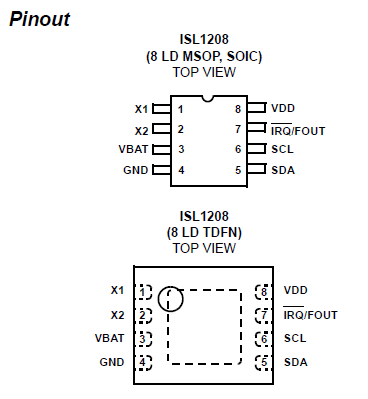 Pinout
ISL1208
(8 LD MSOP, SOIC)
TOP VIEW
X1 1 8 VDD
X2 2 7 IRQ/FOUT
VBAT 3 6 SCL
GND 4 5 SDA
ISL1208
(8 LD TDFN)
TOP VIEW
X1 1 8 VDD
X2 2 7 IRQ/FOUT
VBAT 3 6 SCL
GND 4 5 SDA